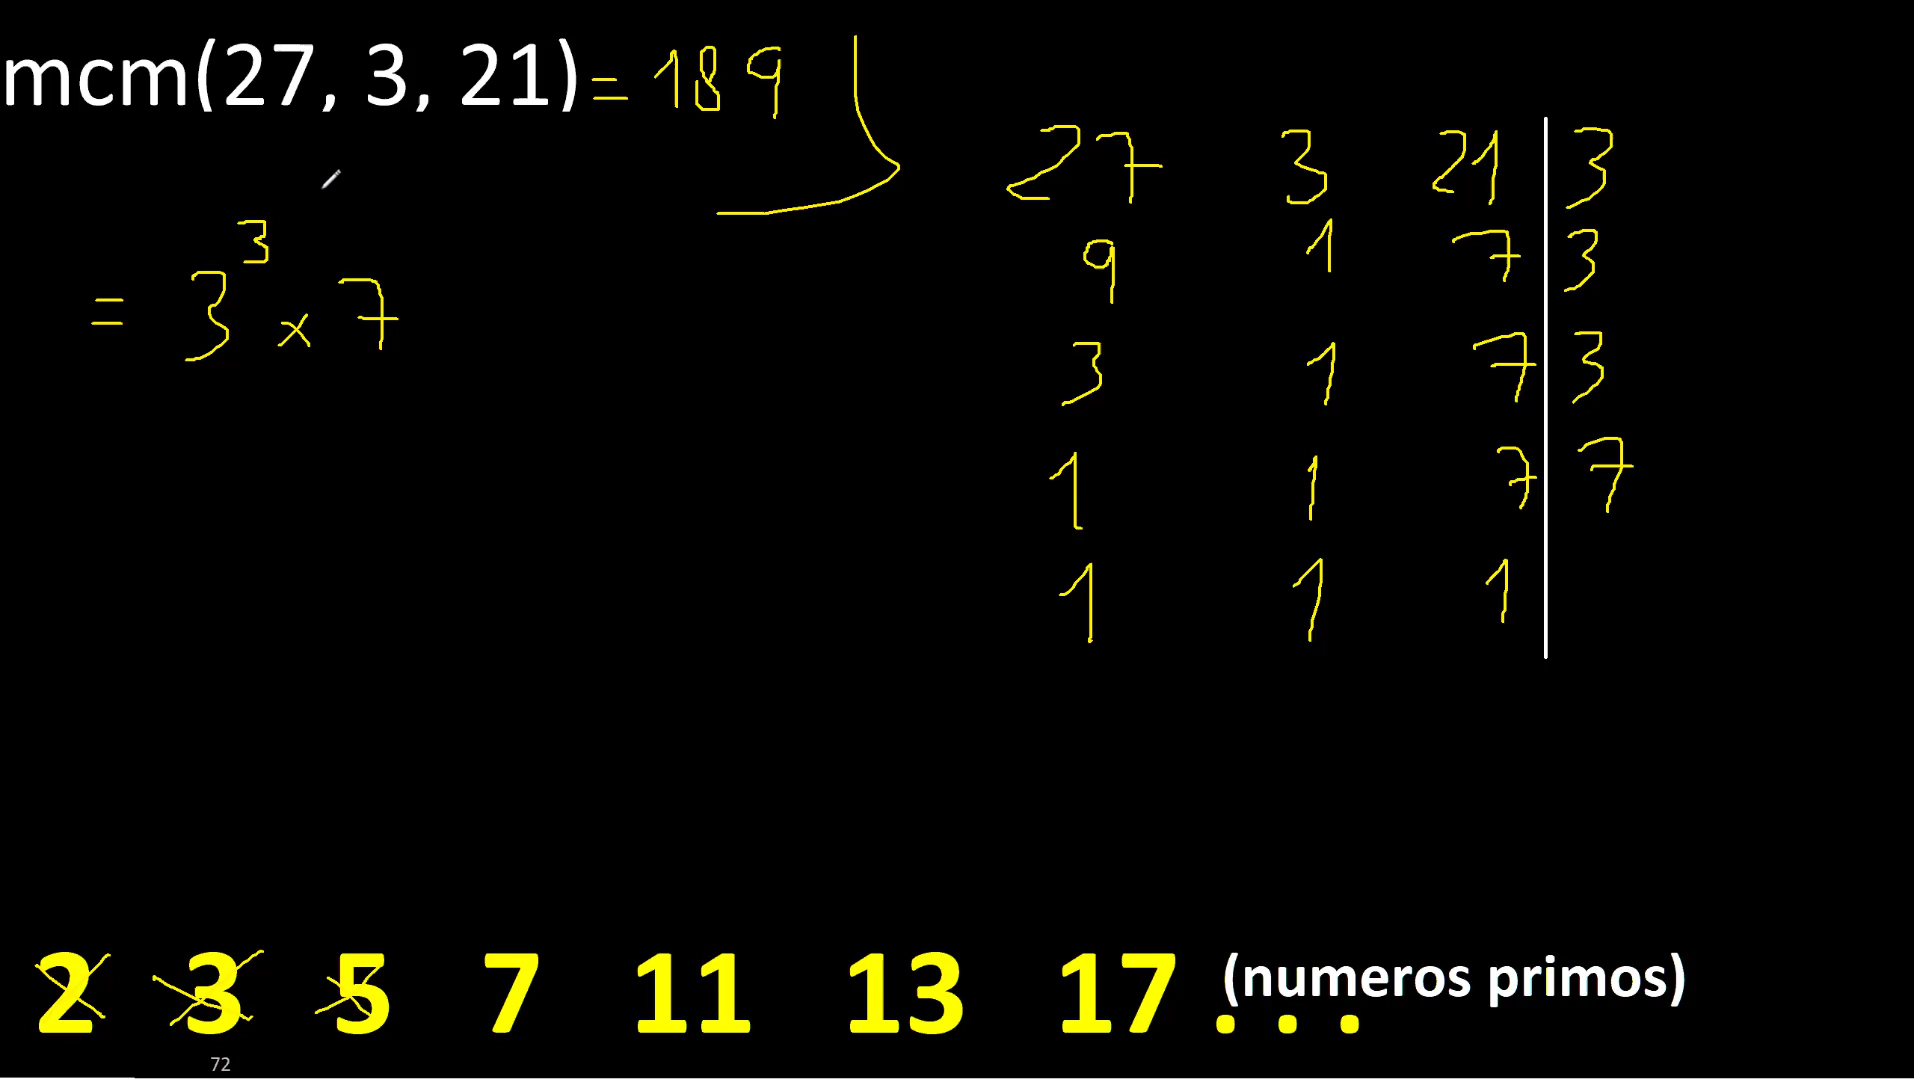 mcm(27, 3, 21) = 189
= 3³ x 7
27 3 21 3
9 1 7 3
3 1 7 3
1 1 7 7
1 1 1
2 3 5 7 11 13 17 . . . (numeros primos)
72